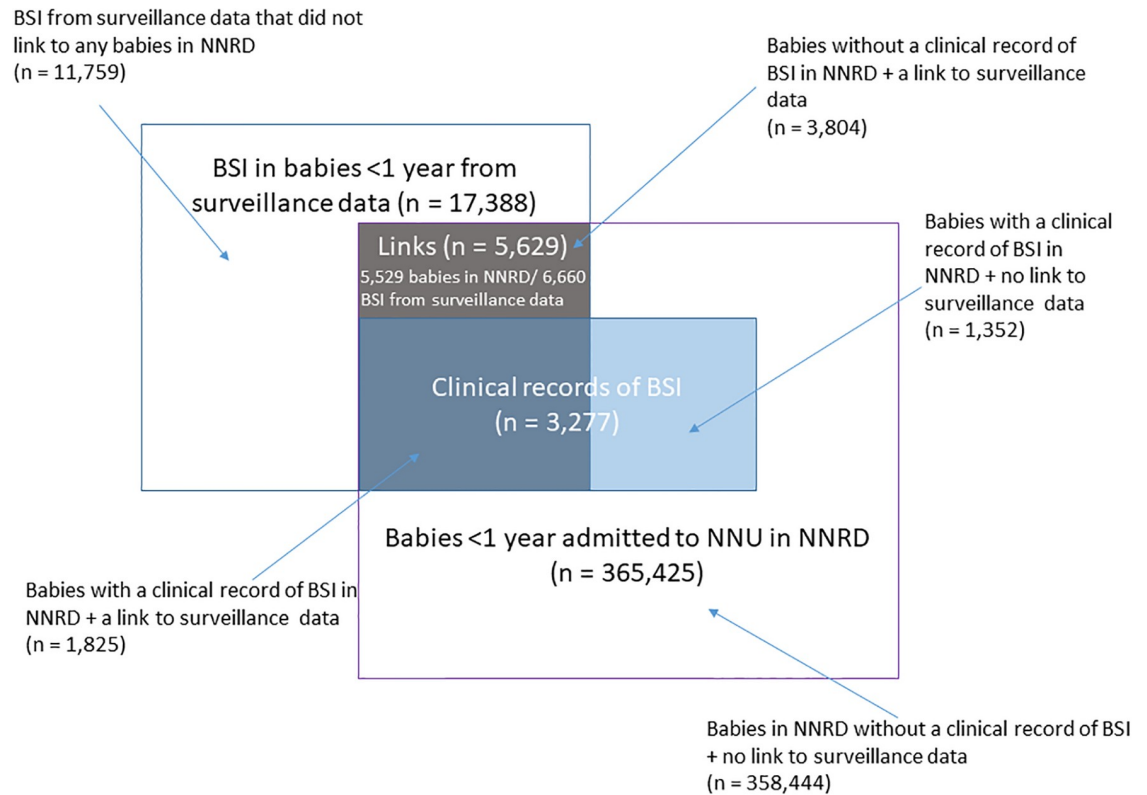 BSI from surveillance data that did not
link to any babies in NNRD
(n = 11,759)
Babies without a clinical record of
BSI in NNRD + a link to surveillance
data
(n = 3,804)
BSI in babies <1 year from
surveillance data (n = 17,388)
Links (n = 5,629)
5,529 babies in NNRD/ 6,660
BSI from surveillance data
Babies with a clinical
record of BSI in
NNRD + no link to
surveillance data
(n = 1,352)
Clinical records of BSI
(n = 3,277)
Babies <1 year admitted to NNU in NNRD
(n = 365,425)
Babies with a clinical record of BSI in
NNRD + a link to surveillance data
(n = 1,825)
Babies in NNRD without a clinical record of BSI
+ no link to surveillance data
(n = 358,444)